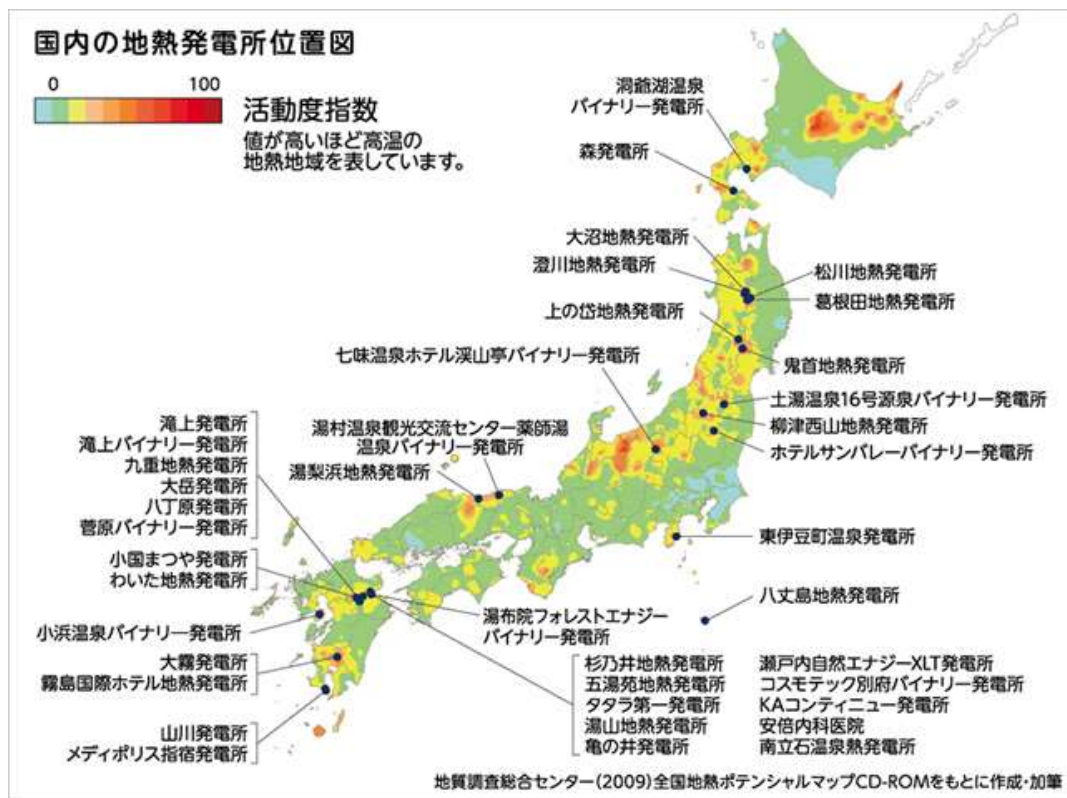 国内の地熱発電所位置図
0 100
活動度指数
値が高いほど高温の
地熱地域を表しています。
洞爺湖温泉
バイナリー発電所
森発電所
大沼地熱発電所
澄川地熱発電所
松川地熱発電所
葛根田地熱発電所
上の岱地熱発電所
七味温泉ホテル渓山亭バイナリー発電所
鬼首地熱発電所
土湯温泉16号源泉バイナリー発電所
柳津西山地熱発電所
ホテルサンバレーバイナリー発電所
湯村温泉観光交流センター薬師湯
温泉バイナリー発電所
湯梨浜地熱発電所
滝上発電所
滝上バイナリー発電所
九重地熱発電所
大岳発電所
八丁原発電所
菅原バイナリー発電所
小国まつや発電所
わいた地熱発電所
小浜温泉バイナリー発電所
大霧発電所
霧島国際ホテル地熱発電所
山川発電所
メディポリス指宿発電所
東伊豆町温泉発電所
八丈島地熱発電所
湯布院フォレストエナジー
バイナリー発電所
杉乃井地熱発電所
五湯苑地熱発電所
タタラ第一発電所
湯山地熱発電所
亀の井発電所
瀬戸内自然エナジーXLT発電所
コスモテック別府バイナリー発電所
KAコンティニュー発電所
安倍内科医院
南立石温泉熱発電所
地質調査総合センター(2009)全国地熱ポテンシャルマップCD-ROMをもとに作成・加筆